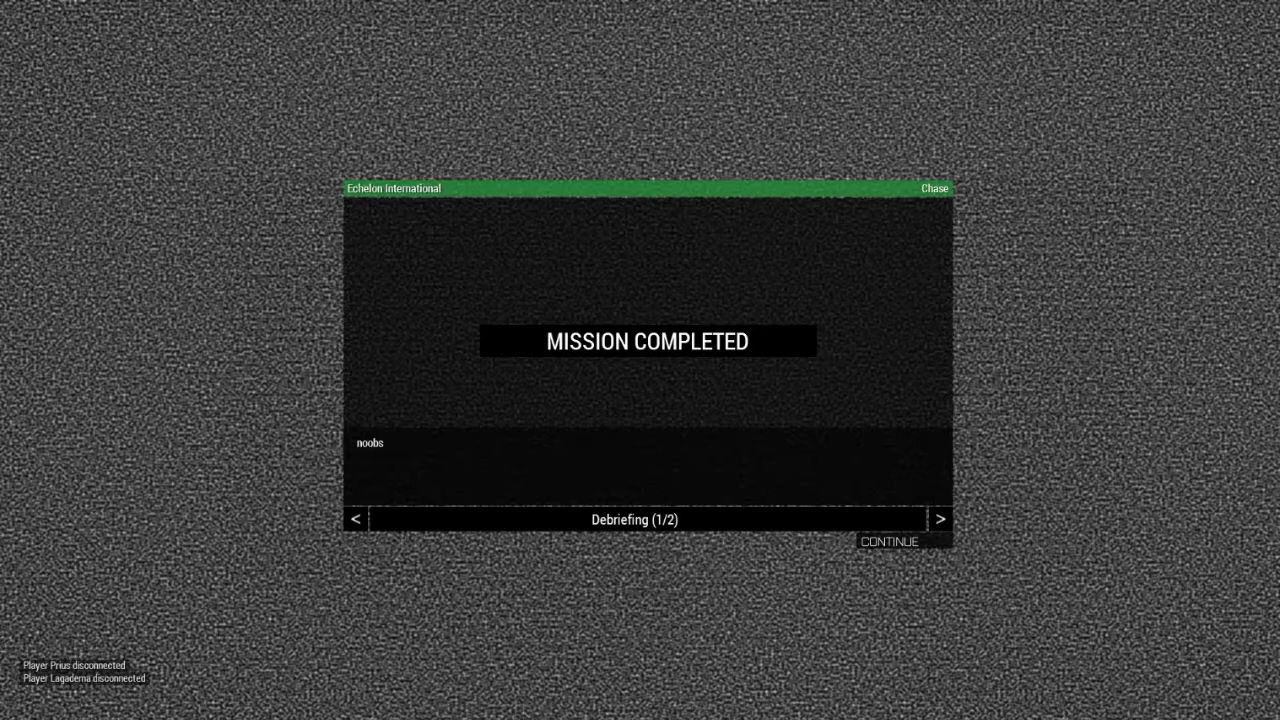 Echelon International Chase
MISSION COMPLETED
noobs
< Debriefing (1/2) >
CONTINUE
Player Prius disconnected
Player Lagaderna disconnected